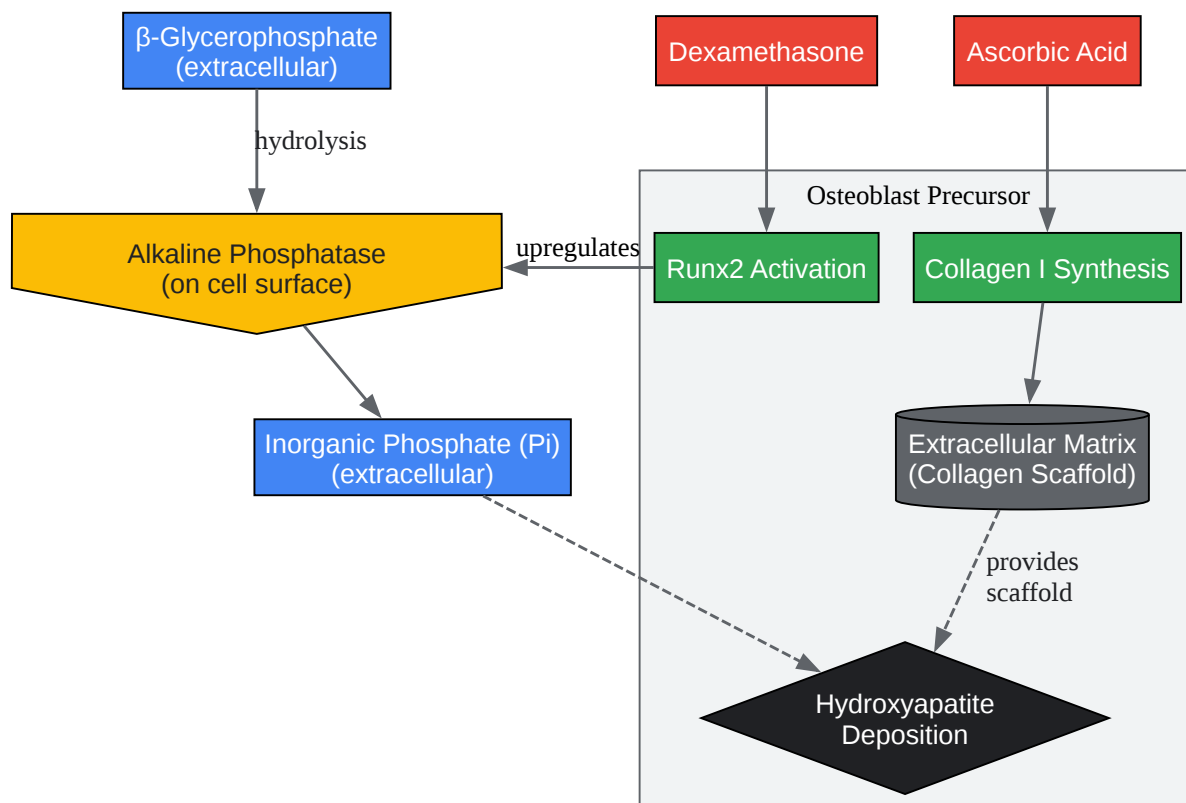 β-Glycerophosphate
(extracellular)
Dexamethasone
Ascorbic Acid
hydrolysis
Osteoblast Precursor
Alkaline Phosphatase
(on cell surface)
upregulates
Runx2 Activation
Collagen I Synthesis
Inorganic Phosphate (Pi)
(extracellular)
Extracellular Matrix
(Collagen Scaffold)
provides
scaffold
Hydroxyapatite
Deposition